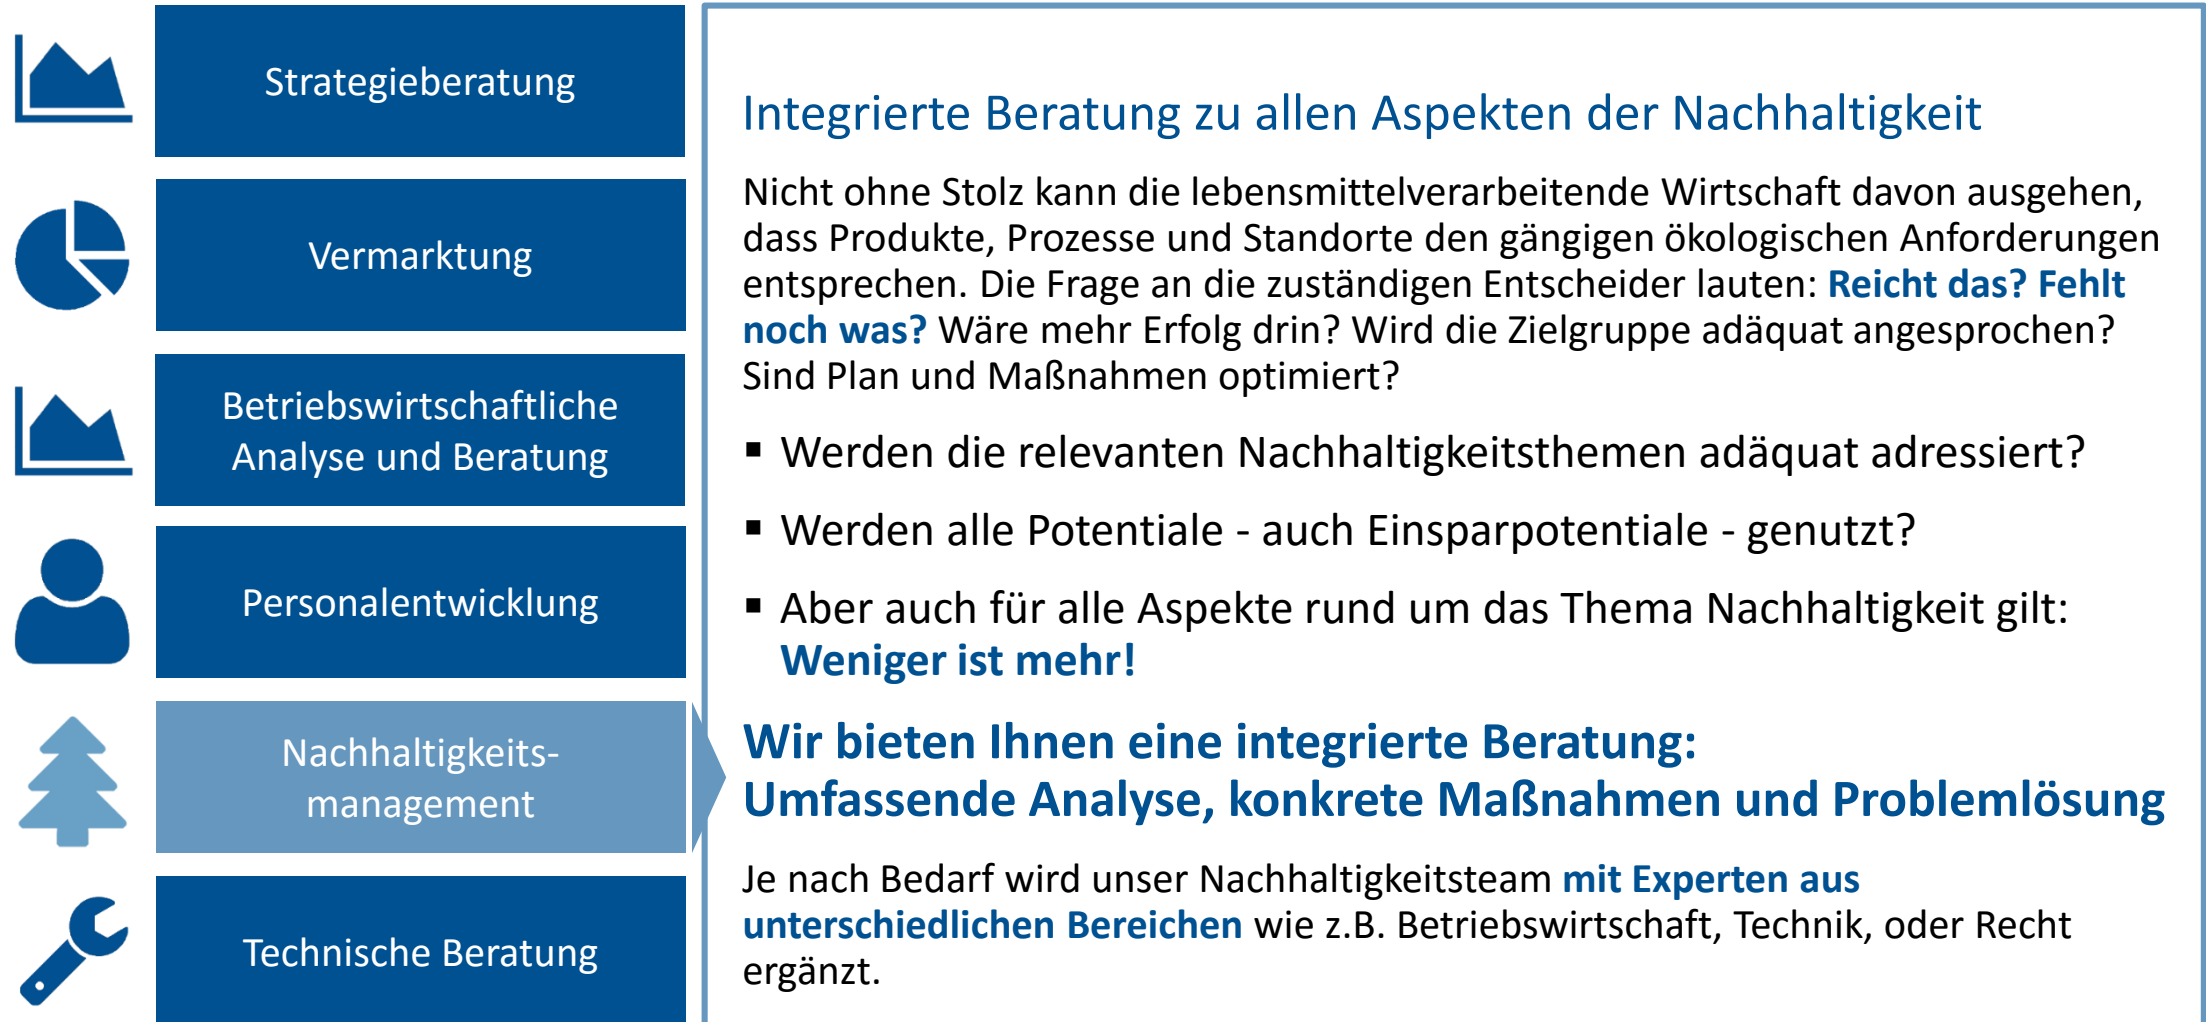 Strategieberatung
Vermarktung
Betriebswirtschaftliche
Analyse und Beratung
Personalentwicklung
Nachhaltigkeits-
management
Technische Beratung
Integrierte Beratung zu allen Aspekten der Nachhaltigkeit
Nicht ohne Stolz kann die lebensmittelverarbeitende Wirtschaft davon ausgehen,
dass Produkte, Prozesse und Standorte den gängigen ökologischen Anforderungen
entsprechen. Die Frage an die zuständigen Entscheider lauten: Reicht das? Fehlt
noch was? Wäre mehr Erfolg drin? Wird die Zielgruppe adäquat angesprochen?
Sind Plan und Maßnahmen optimiert?
▪ Werden die relevanten Nachhaltigkeitsthemen adäquat adressiert?
▪ Werden alle Potentiale - auch Einsparpotentiale - genutzt?
▪ Aber auch für alle Aspekte rund um das Thema Nachhaltigkeit gilt:
Weniger ist mehr!
Wir bieten Ihnen eine integrierte Beratung:
Umfassende Analyse, konkrete Maßnahmen und Problemlösung
Je nach Bedarf wird unser Nachhaltigkeitsteam mit Experten aus
unterschiedlichen Bereichen wie z.B. Betriebswirtschaft, Technik, oder Recht
ergänzt.